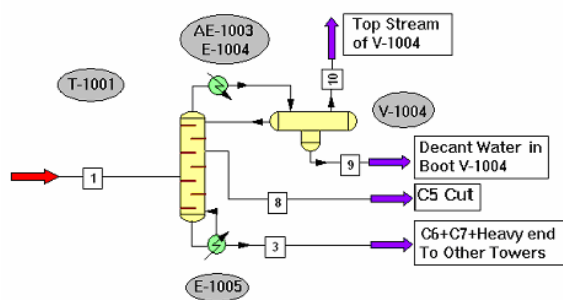 AE-1003
E-1004
Top Stream
of V-1004
T-1001
10
V-1004
Decant Water in
Boot V-1004
9
1
8
C5 Cut
3
C6+C7+Heavy end
To Other Towers
E-1005